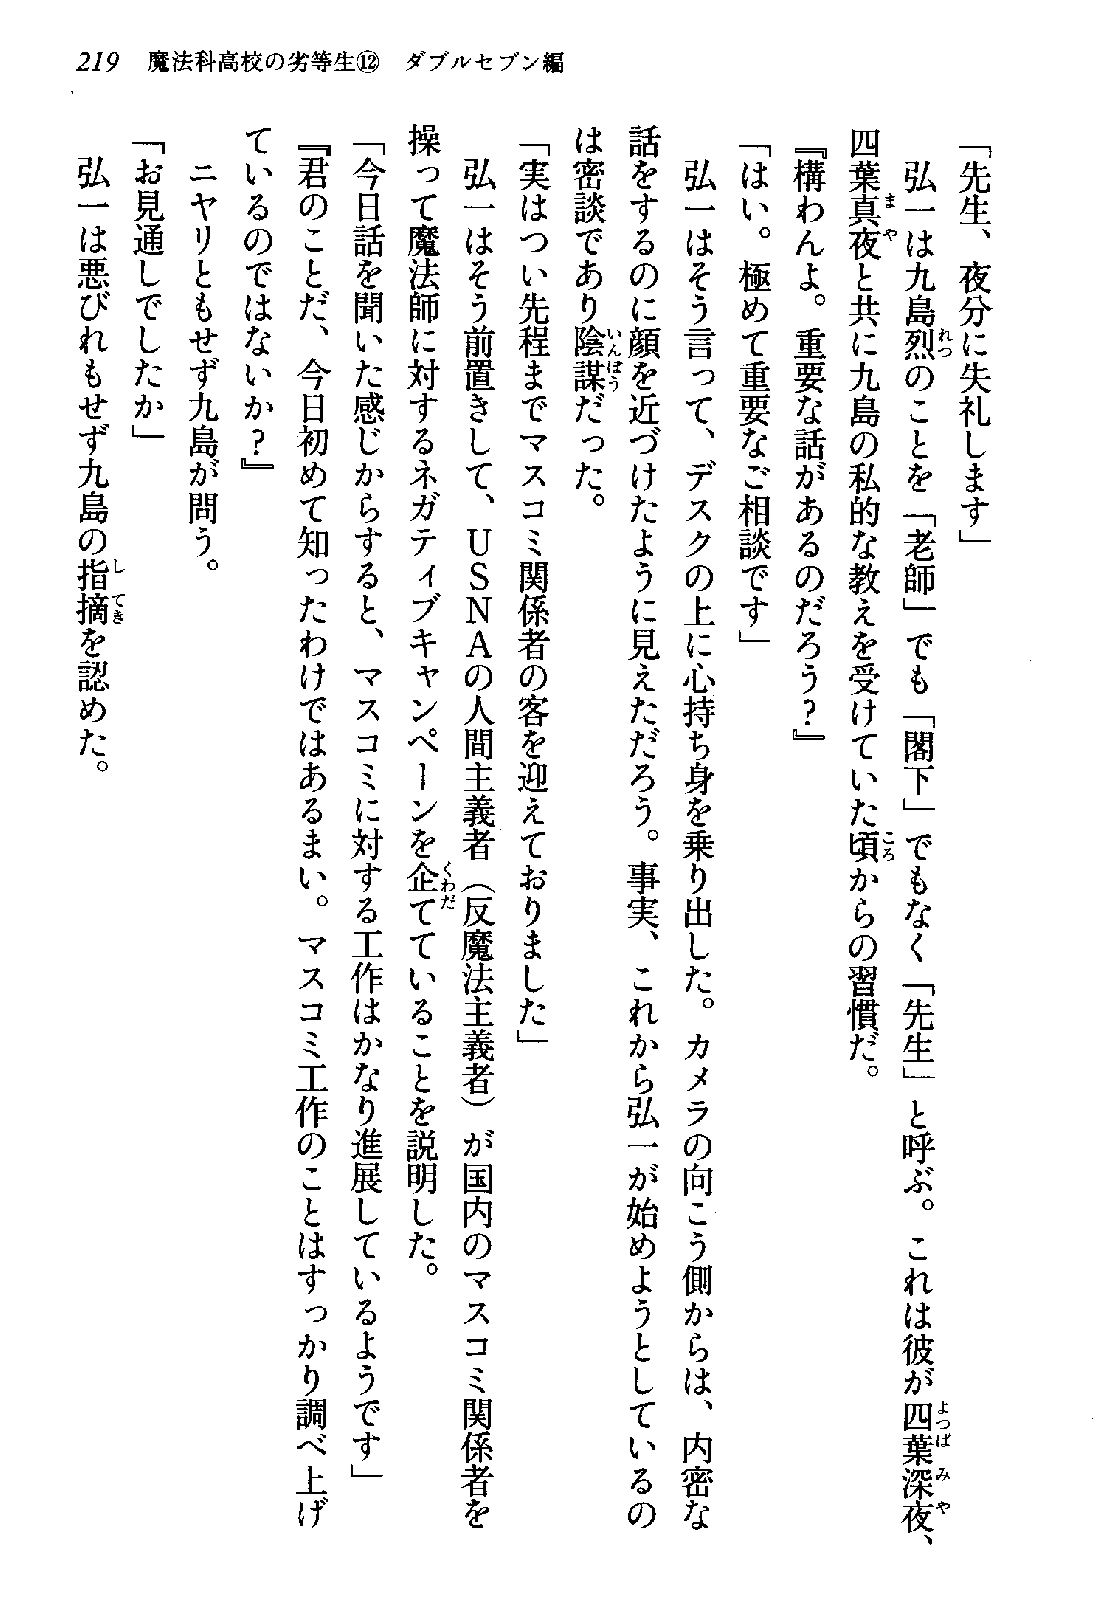 219　魔法科高校の劣等生⑫　ダブルセブン編
「先生、夜分に失礼します」
　弘一は九島烈のことを「老師」でも「閣下」でもなく「先生」と呼ぶ。これは彼が四葉深夜、
四葉真夜と共に九島の私的な教えを受けていた頃からの習慣だ。
『構わんよ。重要な話があるのだろう？』
「はい。極めて重要なご相談です」
　弘一はそう言って、デスクの上に心持ち身を乗り出した。カメラの向こう側からは、内密な
話をするのに顔を近づけたように見えただろう。事実、これから弘一が始めようとしているの
は密談であり陰謀だった。
「実はつい先程までマスコミ関係者の客を迎えておりました」
　弘一はそう前置きして、ＵＳＮＡの人間主義者（反魔法主義者）が国内のマスコミ関係者を
操って魔法師に対するネガティブキャンペーンを企てていることを説明した。
「今日話を聞いた感じからすると、マスコミに対する工作はかなり進展しているようです」
『君のことだ、今日初めて知ったわけではあるまい。マスコミ工作のことはすっかり調べ上げ
ているのではないか？』
　ニヤリともせず九島が問う。
「お見通しでしたか」
　弘一は悪びれもせず九島の指摘を認めた。